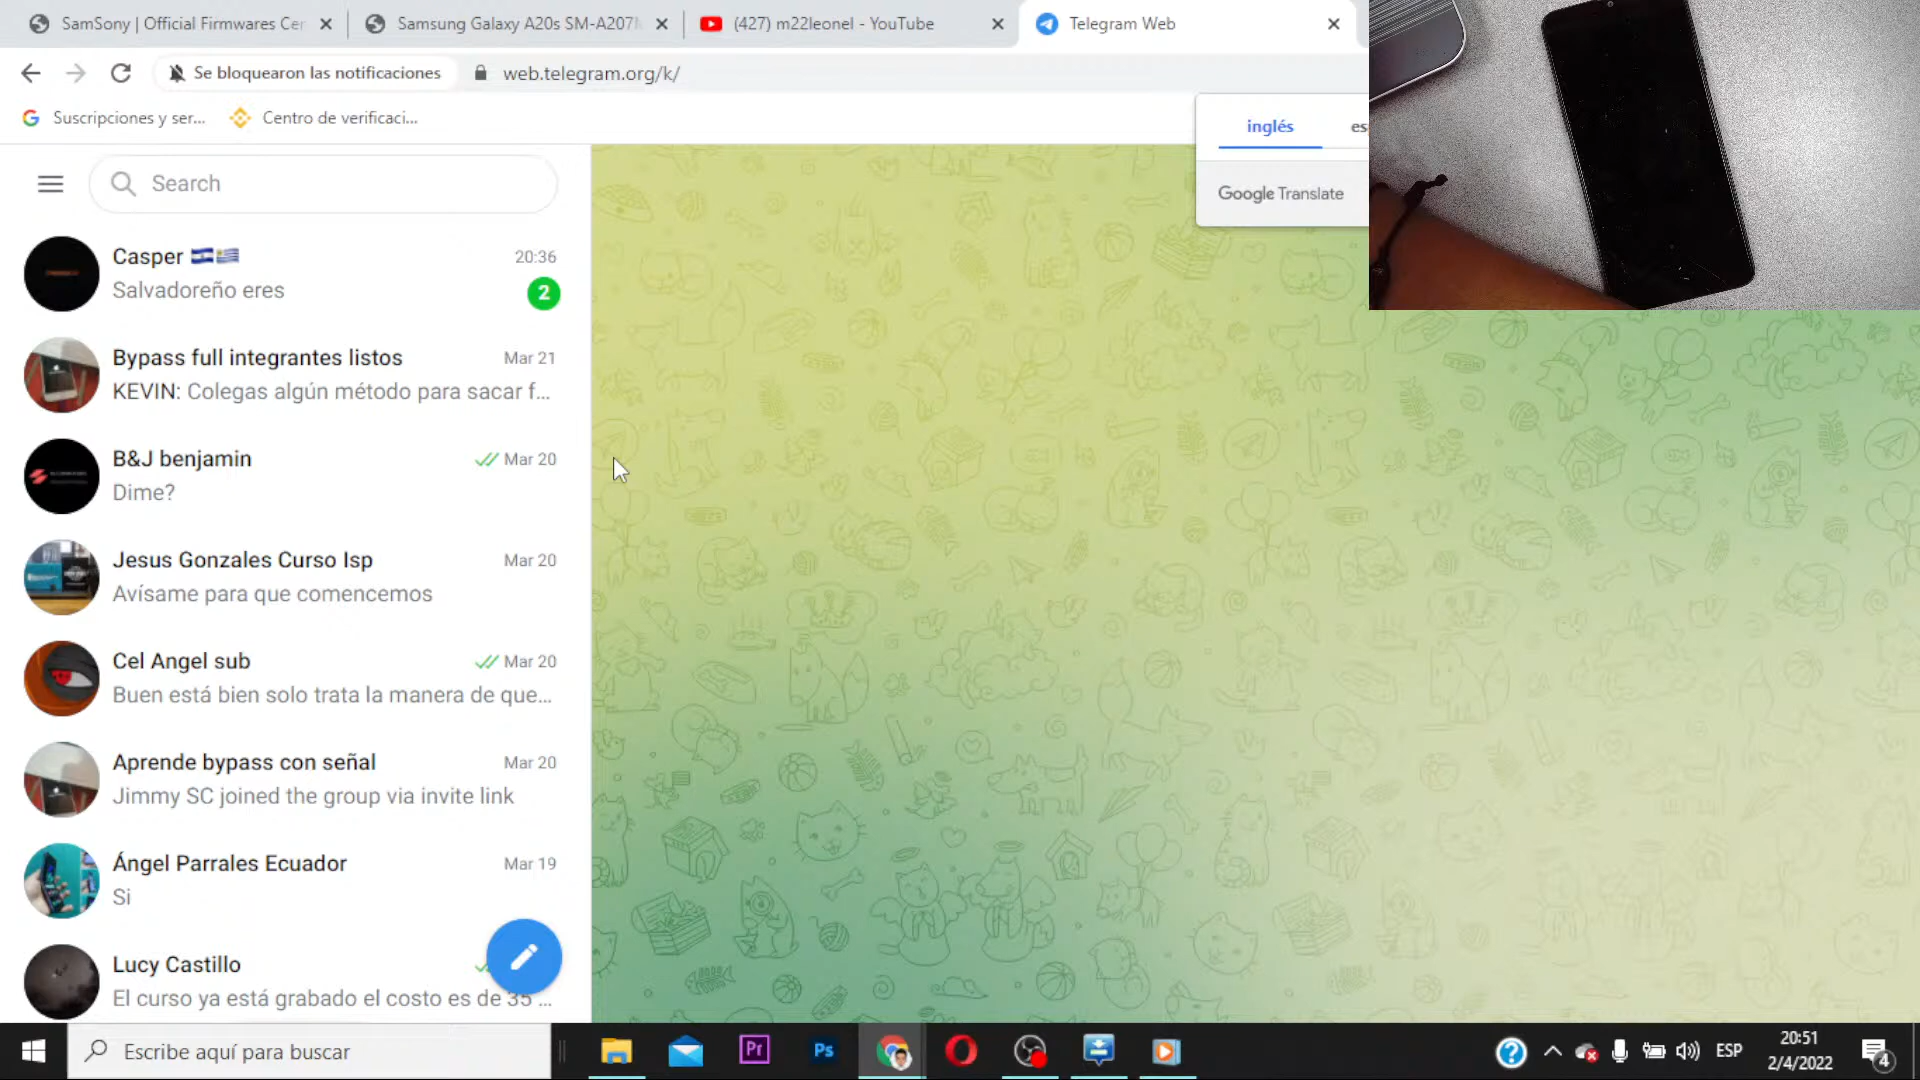 SamSony | Official Firmwares Cer
Samsung Galaxy A20s SM-A207
(427) m22leonel - YouTube
Telegram Web
Se bloquearon las notificaciones
web.telegram.org/k/
Suscripciones y ser...
Centro de verificaci...
inglés
es
Google Translate
Search
Casper
20:36
Salvadoreño eres
2
Bypass full integrantes listos
Mar 21
KEVIN: Colegas algún método para sacar f...
B&J benjamin
Mar 20
Dime?
Jesus Gonzales Curso Isp
Mar 20
Avísame para que comencemos
Cel Angel sub
Mar 20
Buen está bien solo trata la manera de que...
Aprende bypass con señal
Mar 20
Jimmy SC joined the group via invite link
Ángel Parrales Ecuador
Mar 19
Si
Lucy Castillo
El curso ya está grabado el costo es de 35 ...
Escribe aquí para buscar
Pr
Ps
ESP
20:51
2/4/2022
4